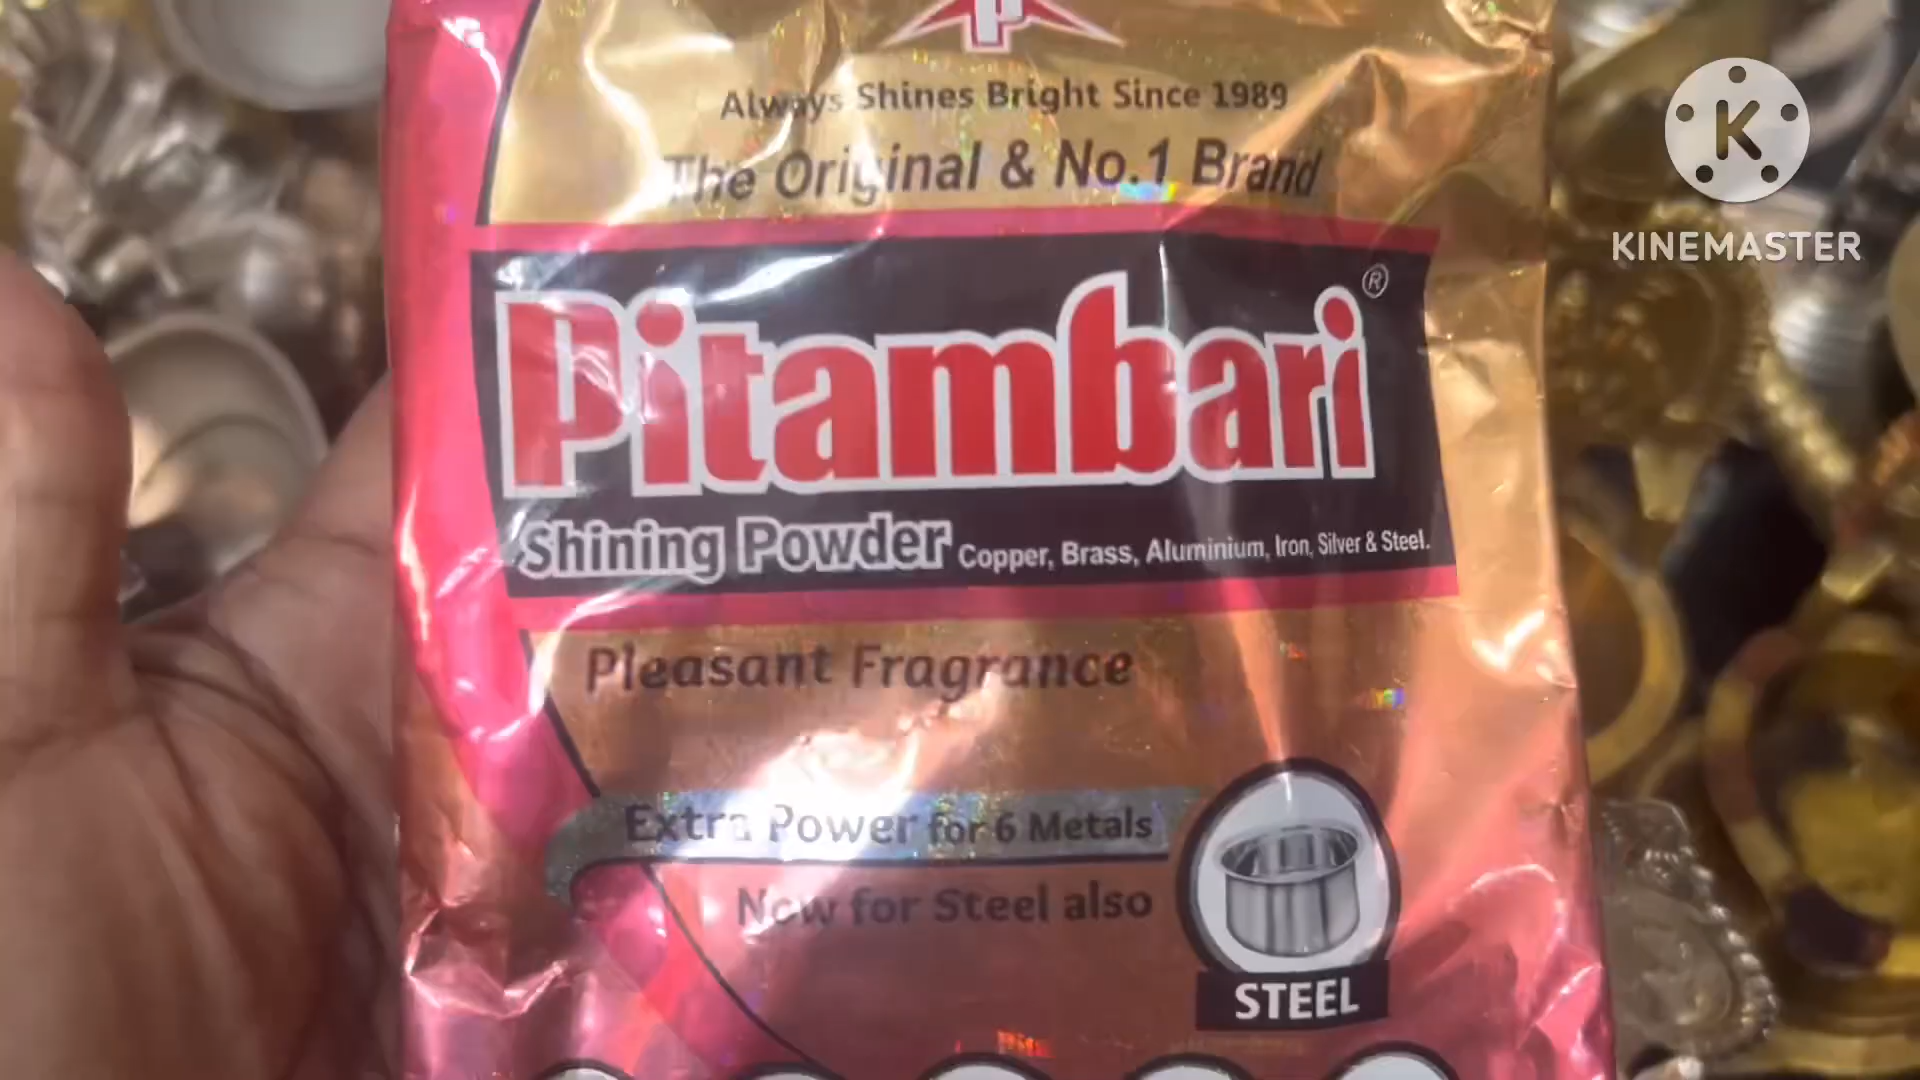 Always Shines Bright Since 1989
The Original & No.1 Brand
Pitambari®
Shining Powder Copper, Brass, Aluminium, Iron, Silver & Steel.
Pleasant Fragrance
Extra Power for 6 Metals
Now for Steel also
STEEL
K
KINEMASTER